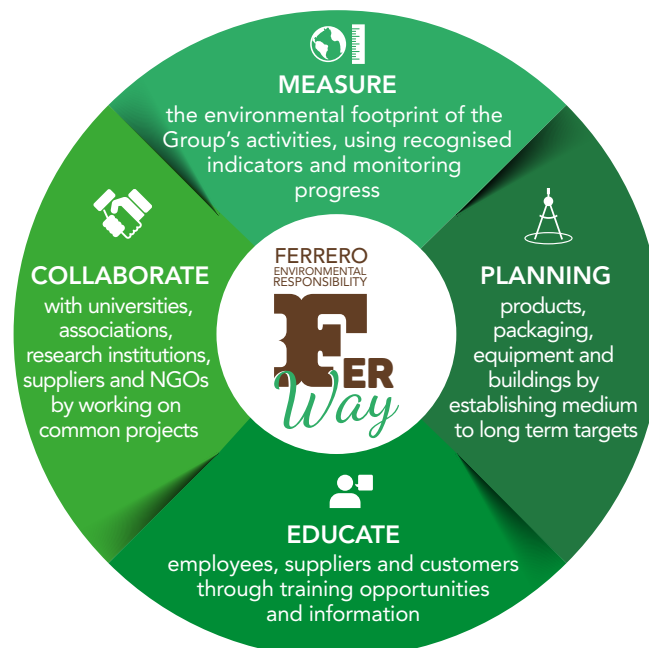 MEASURE
the environmental footprint of the
Group's activities, using recognised
indicators and monitoring
progress
COLLABORATE
with universities,
associations,
research institutions,
suppliers and NGOs
by working on
common projects
FERRERO
ENVIRONMENTAL
RESPONSIBILITY
FER
Way
PLANNING
products,
packaging,
equipment and
buildings by
establishing medium
to long term targets
EDUCATE
employees, suppliers and customers
through training opportunities
and information